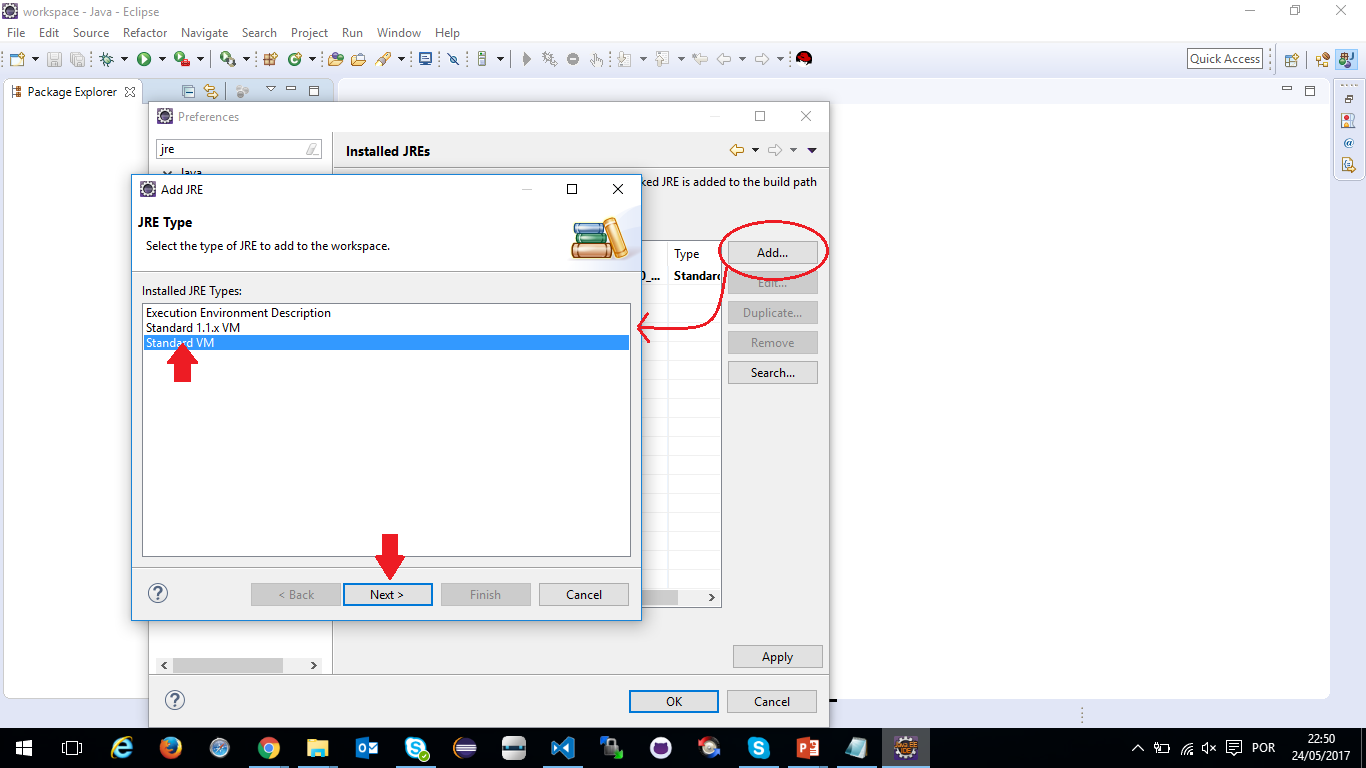 workspace - Java - Eclipse
File Edit Source Refactor Navigate Search Project Run Window Help
Quick Access
Package Explorer
Preferences
jre
Installed JREs
Java
ked JRE is added to the build path
Add JRE
JRE Type
Select the type of JRE to add to the workspace.
Installed JRE Types:
Execution Environment Description
Standard 1.1.x VM
Standard VM
Type
0_... Standard
Add...
Edit...
Duplicate...
Remove
Search...
< Back Next > Finish Cancel
Apply
OK Cancel
POR
22:50
24/05/2017